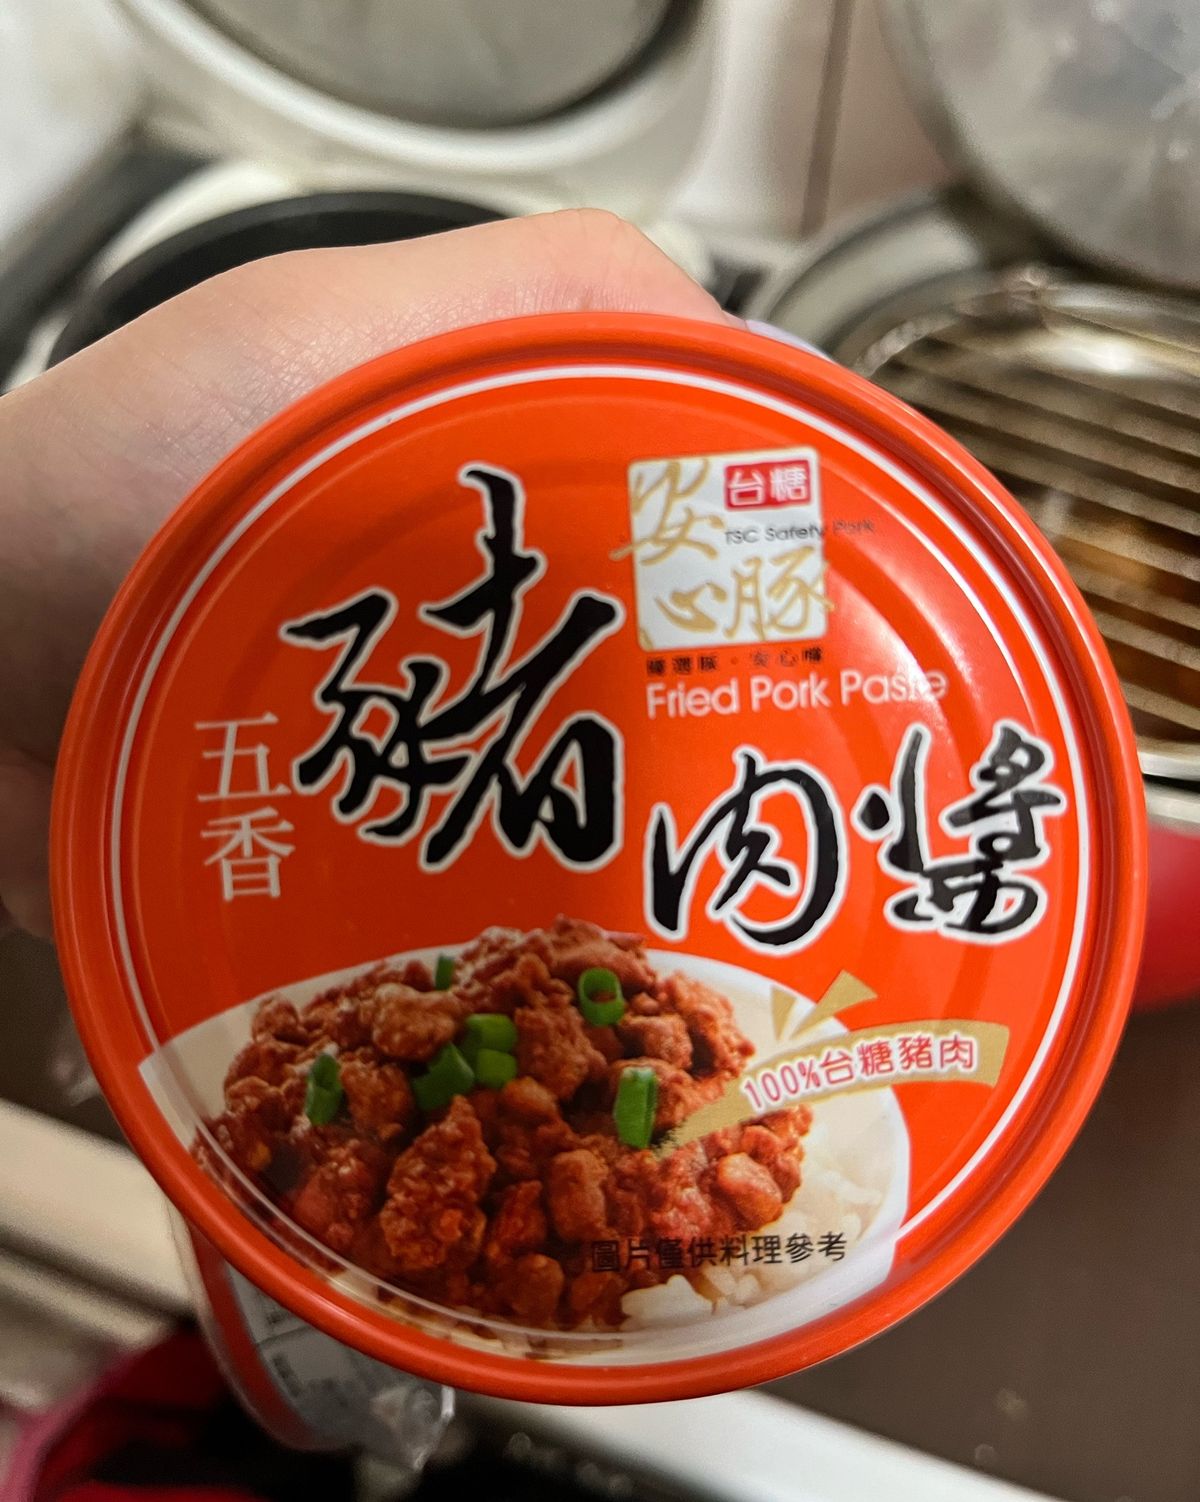 台糖
TSC Safety Pork
安心豚
嚴選豚・安心嚐
Fried Pork Paste
五香
豬肉醬
100%台糖豬肉
圖片僅供料理參考